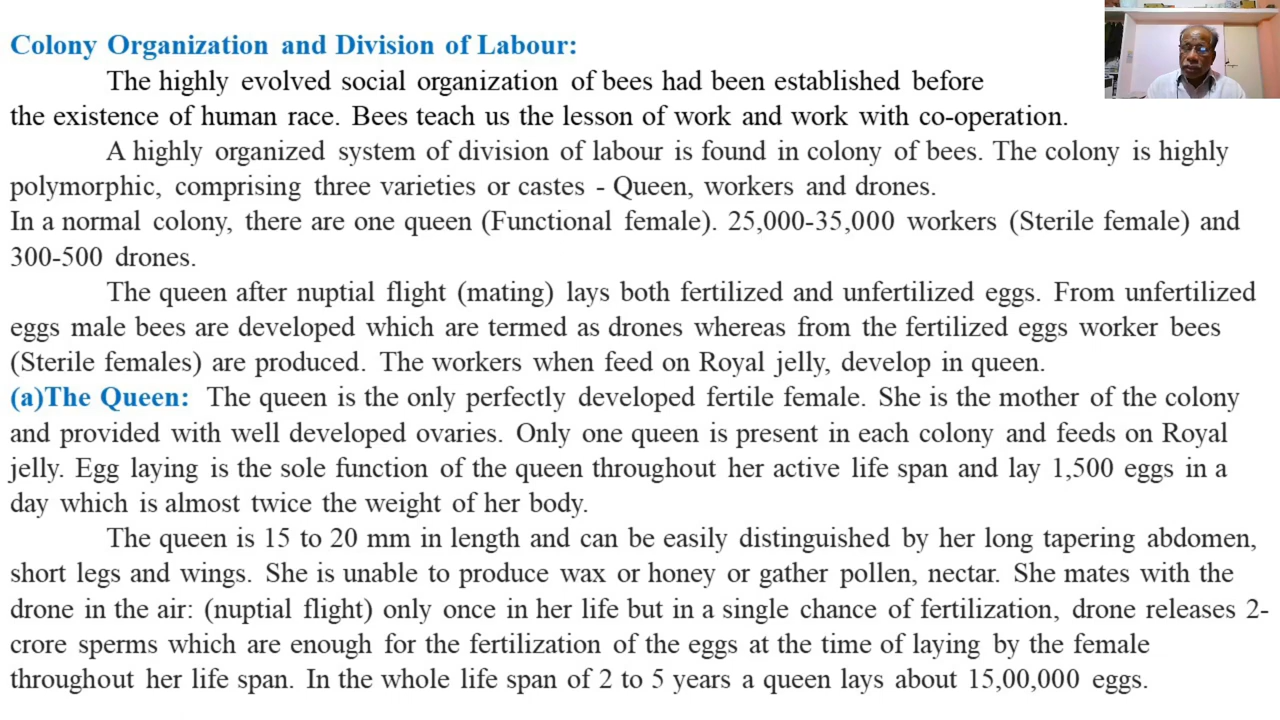 Colony Organization and Division of Labour:
The highly evolved social organization of bees had been established before
the existence of human race. Bees teach us the lesson of work and work with co-operation.
A highly organized system of division of labour is found in colony of bees. The colony is highly
polymorphic, comprising three varieties or castes - Queen, workers and drones.
In a normal colony, there are one queen (Functional female). 25,000-35,000 workers (Sterile female) and
300-500 drones.
The queen after nuptial flight (mating) lays both fertilized and unfertilized eggs. From unfertilized
eggs male bees are developed which are termed as drones whereas from the fertilized eggs worker bees
(Sterile females) are produced. The workers when feed on Royal jelly, develop in queen.
(a)The Queen: The queen is the only perfectly developed fertile female. She is the mother of the colony
and provided with well developed ovaries. Only one queen is present in each colony and feeds on Royal
jelly. Egg laying is the sole function of the queen throughout her active life span and lay 1,500 eggs in a
day which is almost twice the weight of her body.
The queen is 15 to 20 mm in length and can be easily distinguished by her long tapering abdomen,
short legs and wings. She is unable to produce wax or honey or gather pollen, nectar. She mates with the
drone in the air: (nuptial flight) only once in her life but in a single chance of fertilization, drone releases 2-
crore sperms which are enough for the fertilization of the eggs at the time of laying by the female
throughout her life span. In the whole life span of 2 to 5 years a queen lays about 15,00,000 eggs.